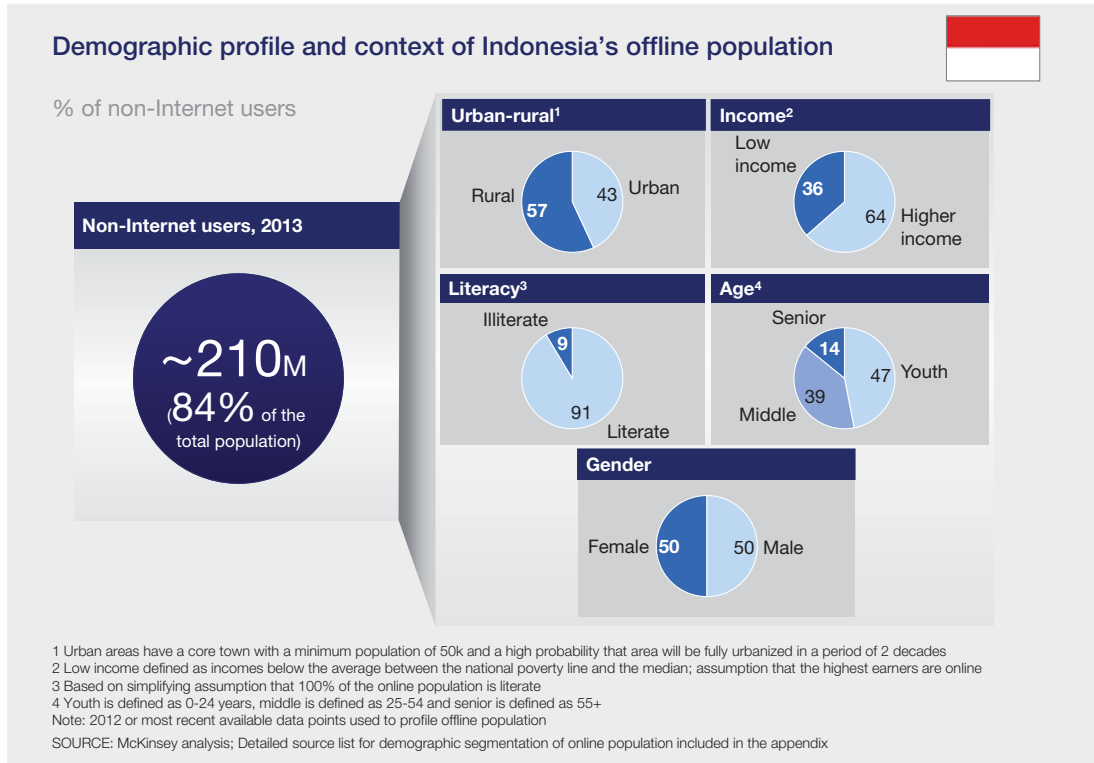 Demographic profile and context of Indonesia's offline population
% of non-Internet users
Non-Internet users, 2013
~210M
(84% of the
total population)
Urban-rural¹
Rural
57
43
Urban
Income²
Low
income
36
64
Higher
income
Literacy³
Illiterate
9
91
Literate
Age⁴
Senior
14
47
Youth
39
Middle
Gender
Female
50
50
Male
1 Urban areas have a core town with a minimum population of 50k and a high probability that area will be fully urbanized in a period of 2 decades
2 Low income defined as incomes below the average between the national poverty line and the median; assumption that the highest earners are online
3 Based on simplifying assumption that 100% of the online population is literate
4 Youth is defined as 0-24 years, middle is defined as 25-54 and senior is defined as 55+
Note: 2012 or most recent available data points used to profile offline population
SOURCE: McKinsey analysis; Detailed source list for demographic segmentation of online population included in the appendix